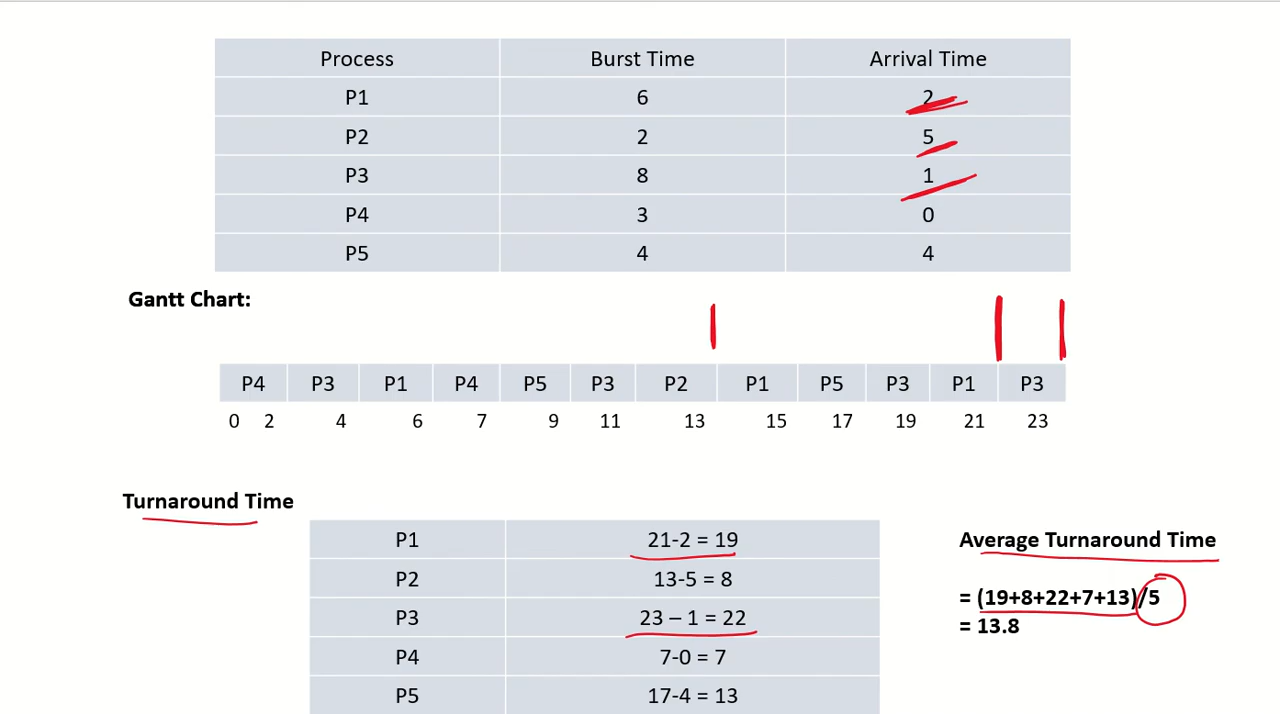 Process Burst Time Arrival Time
P1 6 2
P2 2 5
P3 8 1
P4 3 0
P5 4 4
Gantt Chart:
P4 P3 P1 P4 P5 P3 P2 P1 P5 P3 P1 P3
0 2 4 6 7 9 11 13 15 17 19 21 23
Turnaround Time
P1 21-2 = 19
P2 13-5 = 8
P3 23 – 1 = 22
P4 7-0 = 7
P5 17-4 = 13
Average Turnaround Time
= (19+8+22+7+13)/5
= 13.8